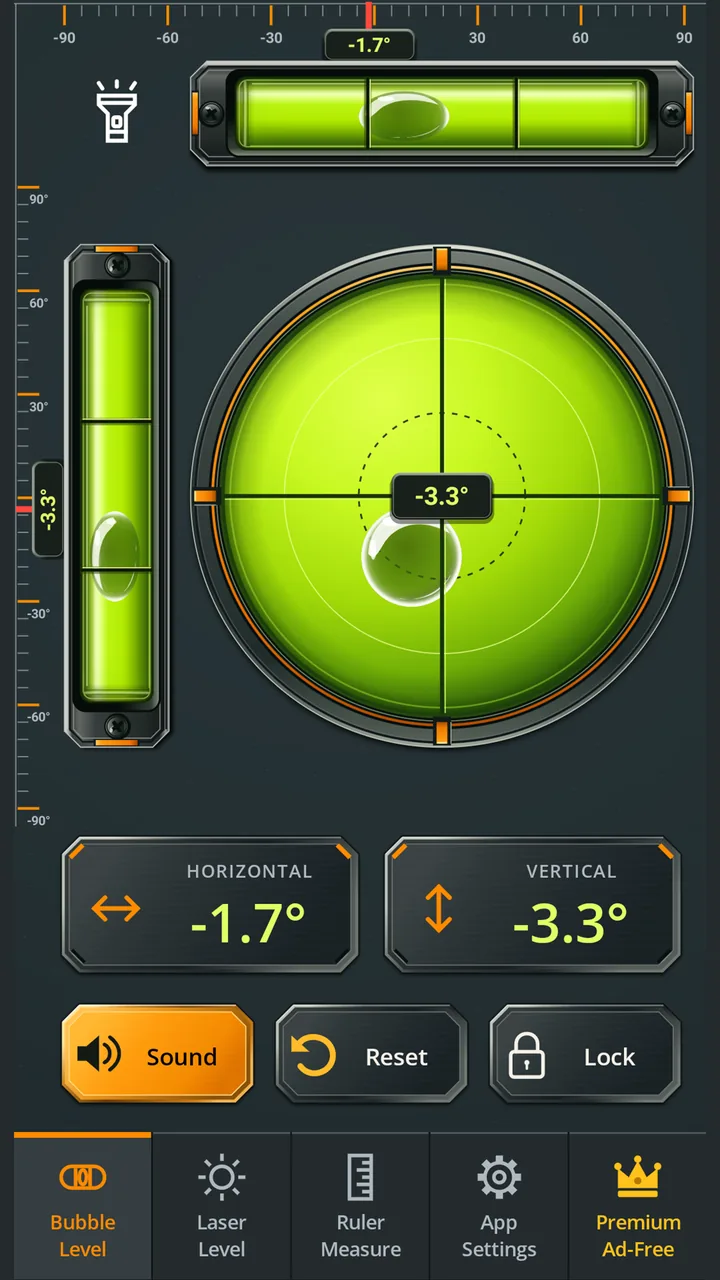 -90
-60
-30
30
60
90
-1.7°
90°
60°
30°
-3.3°
-30°
-60°
-90°
-3.3°
HORIZONTAL
-1.7°
VERTICAL
-3.3°
Sound
Reset
Lock
Bubble
Level
Laser
Level
Ruler
Measure
App
Settings
Premium
Ad-Free